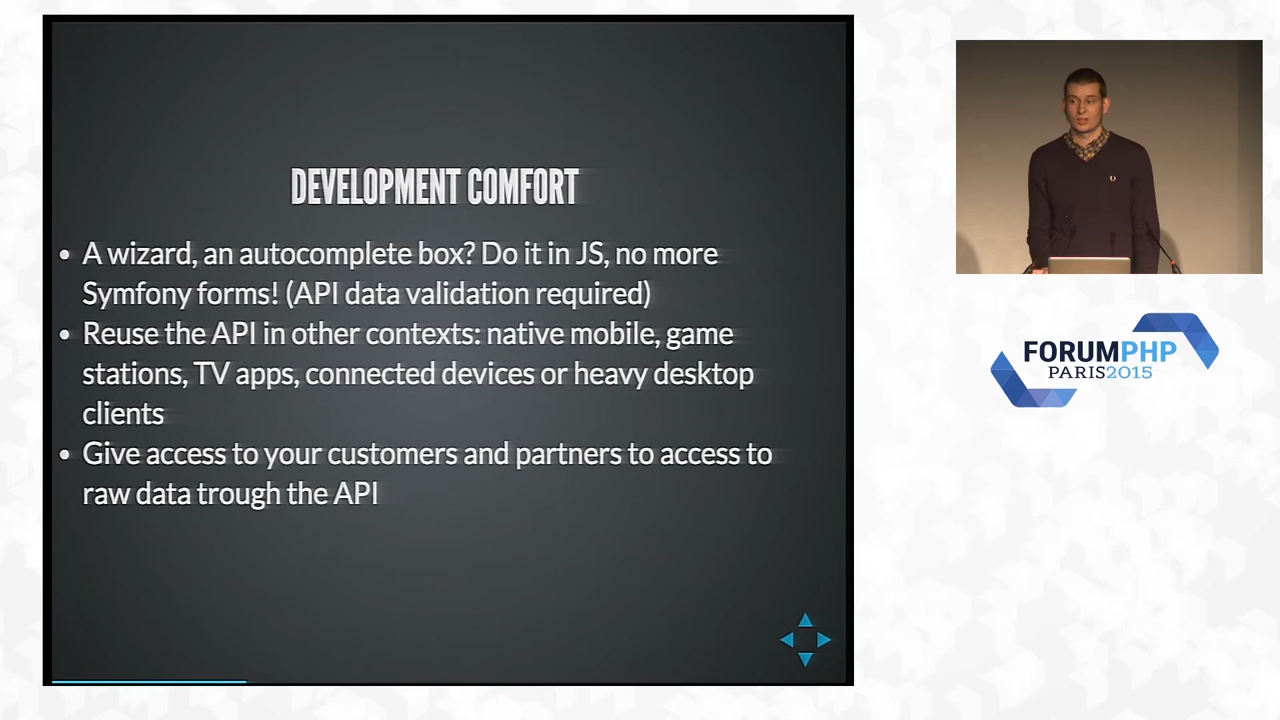 DEVELOPMENT COMFORT
• A wizard, an autocomplete box? Do it in JS, no more
Symfony forms! (API data validation required)
• Reuse the API in other contexts: native mobile, game
stations, TV apps, connected devices or heavy desktop
clients
• Give access to your customers and partners to access to
raw data trough the API
FORUMPHP
PARIS2015